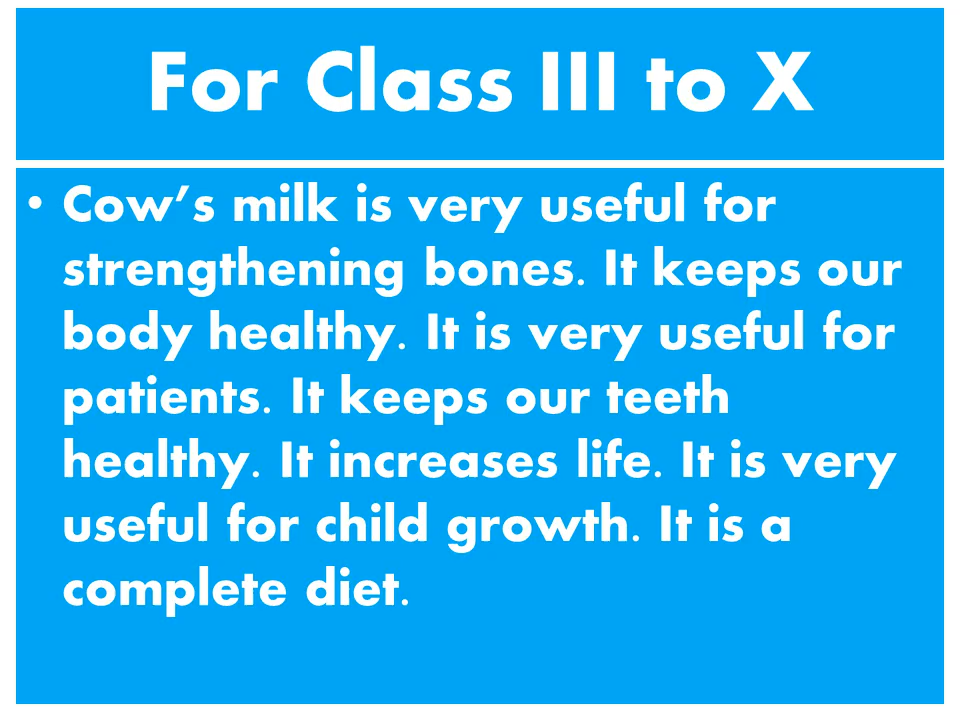 For Class III to X
• Cow’s milk is very useful for
strengthening bones. It keeps our
body healthy. It is very useful for
patients. It keeps our teeth
healthy. It increases life. It is very
useful for child growth. It is a
complete diet.